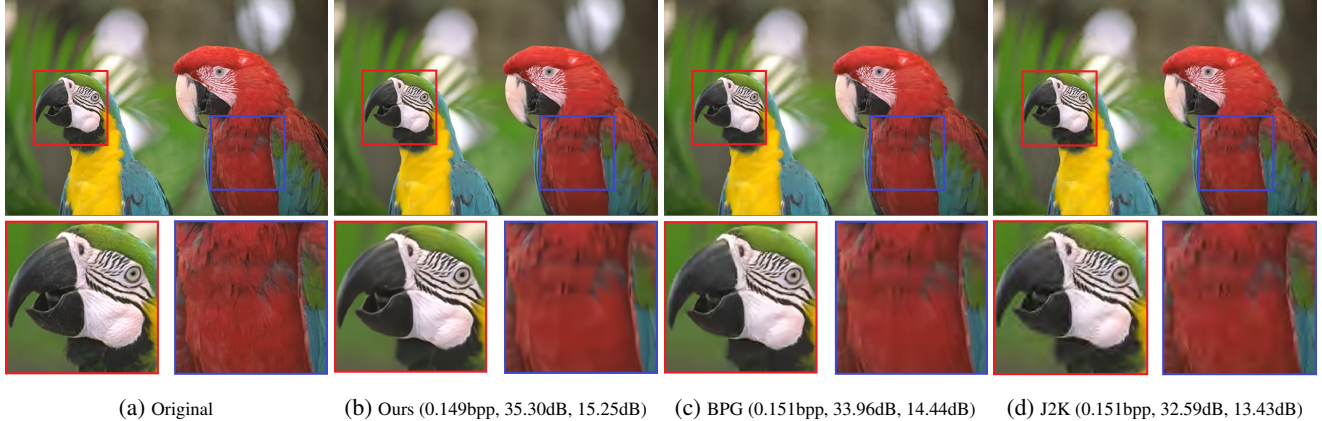 (a) Original
(b) Ours (0.149bpp, 35.30dB, 15.25dB)
(c) BPG (0.151bpp, 33.96dB, 14.44dB)
(d) J2K (0.151bpp, 32.59dB, 13.43dB)